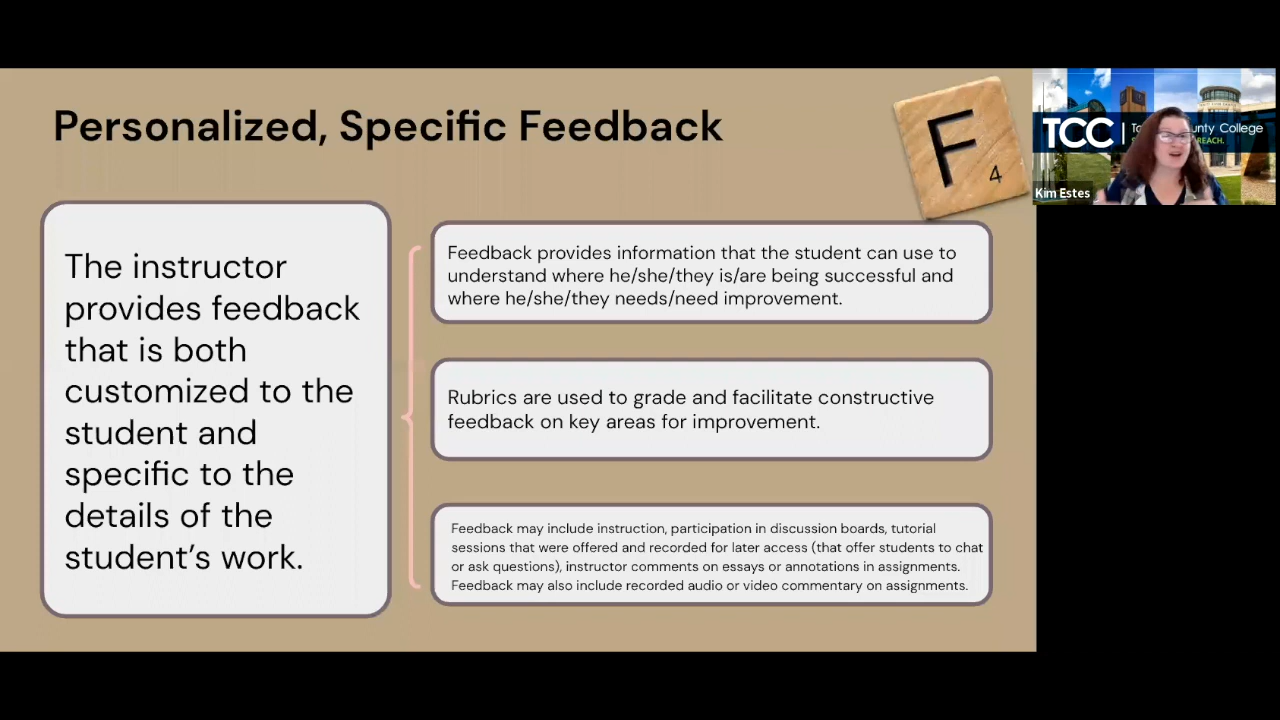 Personalized, Specific Feedback
F
4
TCC
unty College
REACH.
Kim Estes
The instructor
provides feedback
that is both
customized to the
student and
specific to the
details of the
student’s work.
Feedback provides information that the student can use to
understand where he/she/they is/are being successful and
where he/she/they needs/need improvement.
Rubrics are used to grade and facilitate constructive
feedback on key areas for improvement.
Feedback may include instruction, participation in discussion boards, tutorial
sessions that were offered and recorded for later access (that offer students to chat
or ask questions), instructor comments on essays or annotations in assignments.
Feedback may also include recorded audio or video commentary on assignments.